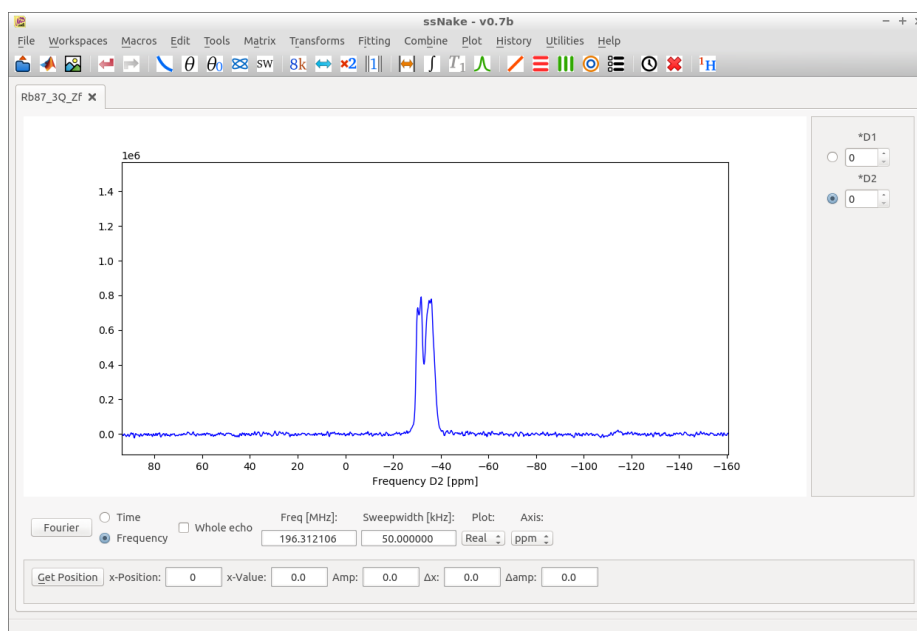 ssNake - v0.7b
File Workspaces Macros Edit Tools Matrix Transforms Fitting Combine Plot History Utilities Help
θ θ0 SW 8k ×2 ||1|| ∫ T1 1H
Rb87_3Q_Zf
*D1
0
*D2
0
1e6
1.4
1.2
1.0
0.8
0.6
0.4
0.2
0.0
80 60 40 20 0 −20 −40 −60 −80 −100 −120 −140 −160
Frequency D2 [ppm]
Fourier
Time
Frequency
Whole echo
Freq [MHz]: Sweepwidth [kHz]: Plot: Axis:
196.312106 50.000000 Real ppm
Get Position x-Position: 0 x-Value: 0.0 Amp: 0.0 Δx: 0.0 Δamp: 0.0